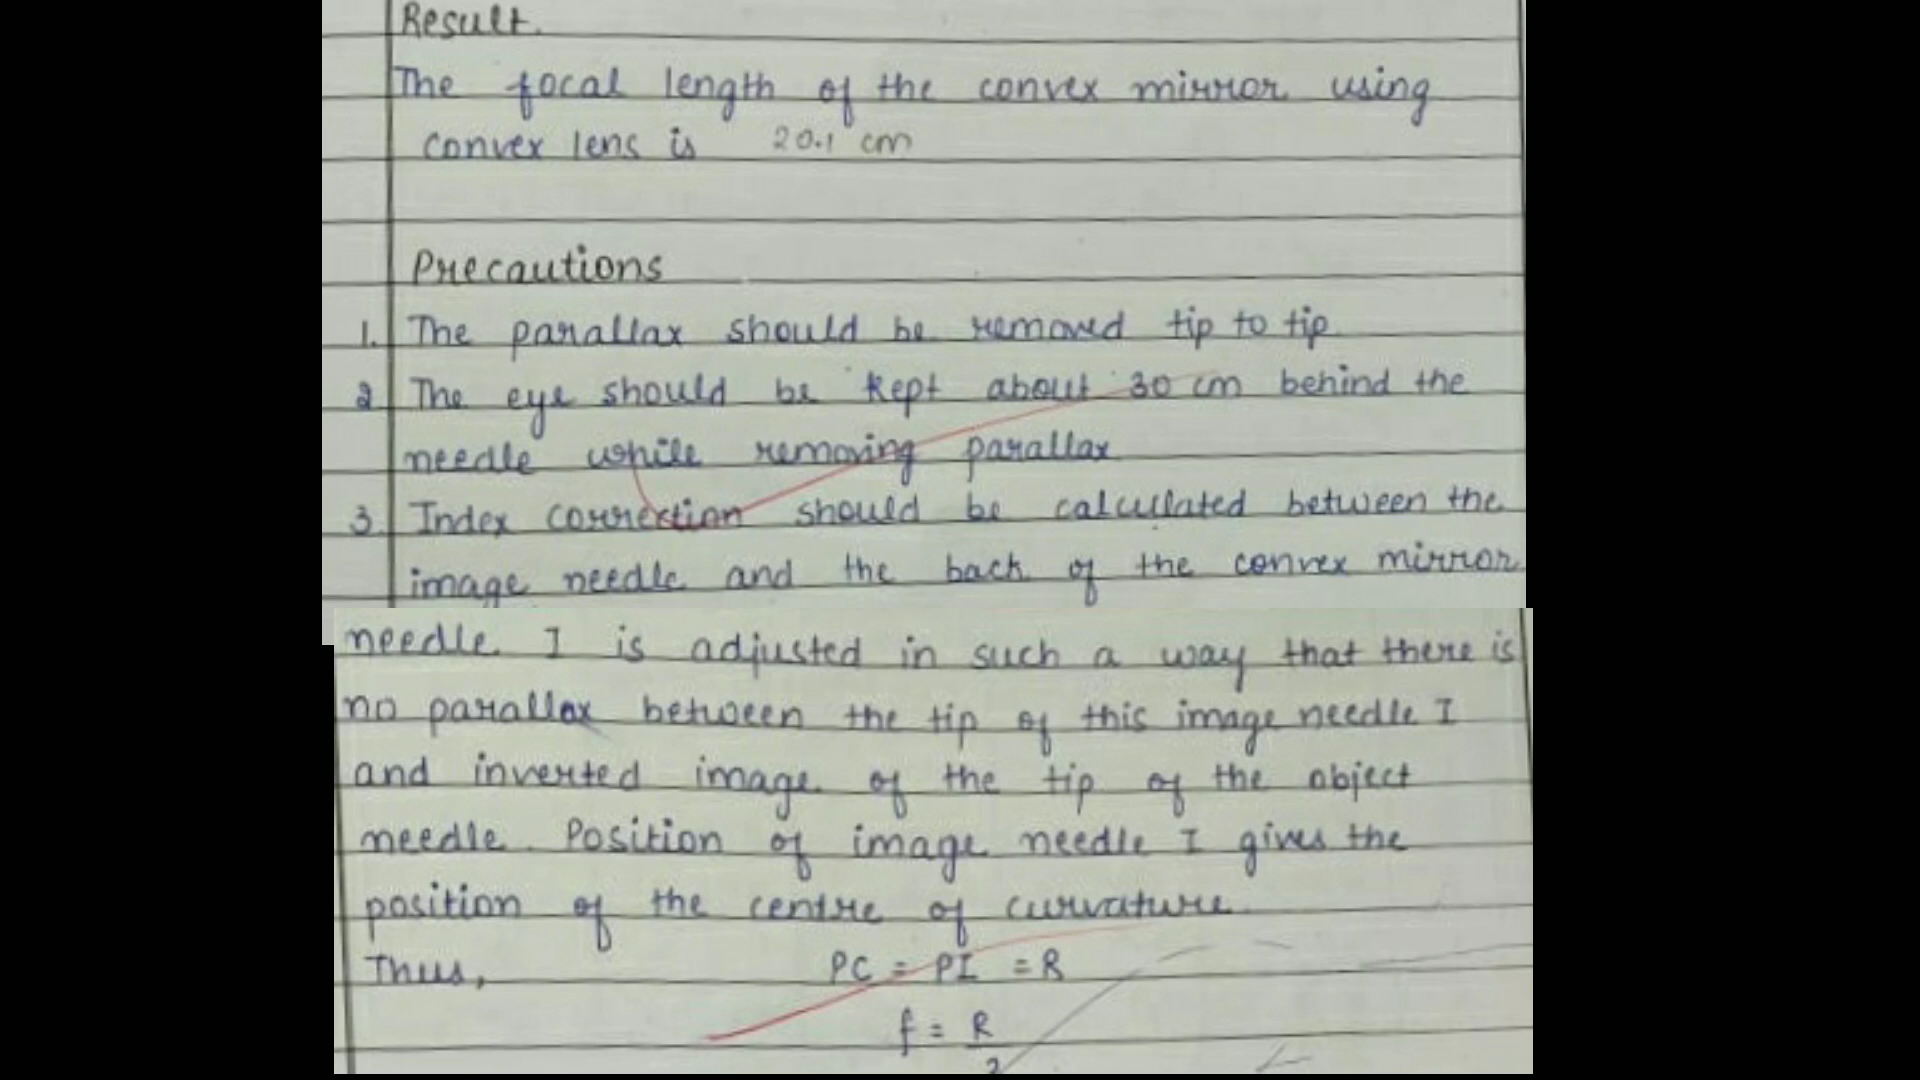 Result.
The focal length of the convex mirror using
convex lens is 20.1 cm
Precautions
1. The parallax should be removed tip to tip
2. The eye should be kept about 30 cm behind the
needle while removing parallax
3. Index correction should be calculated between the
image needle and the back of the convex mirror
needle I is adjusted in such a way that there is
no parallax between the tip of this image needle I
and inverted image of the tip of the object
needle. Position of image needle I gives the
position of the centre of curvature.
Thus, PC = PI = R
f = R
2